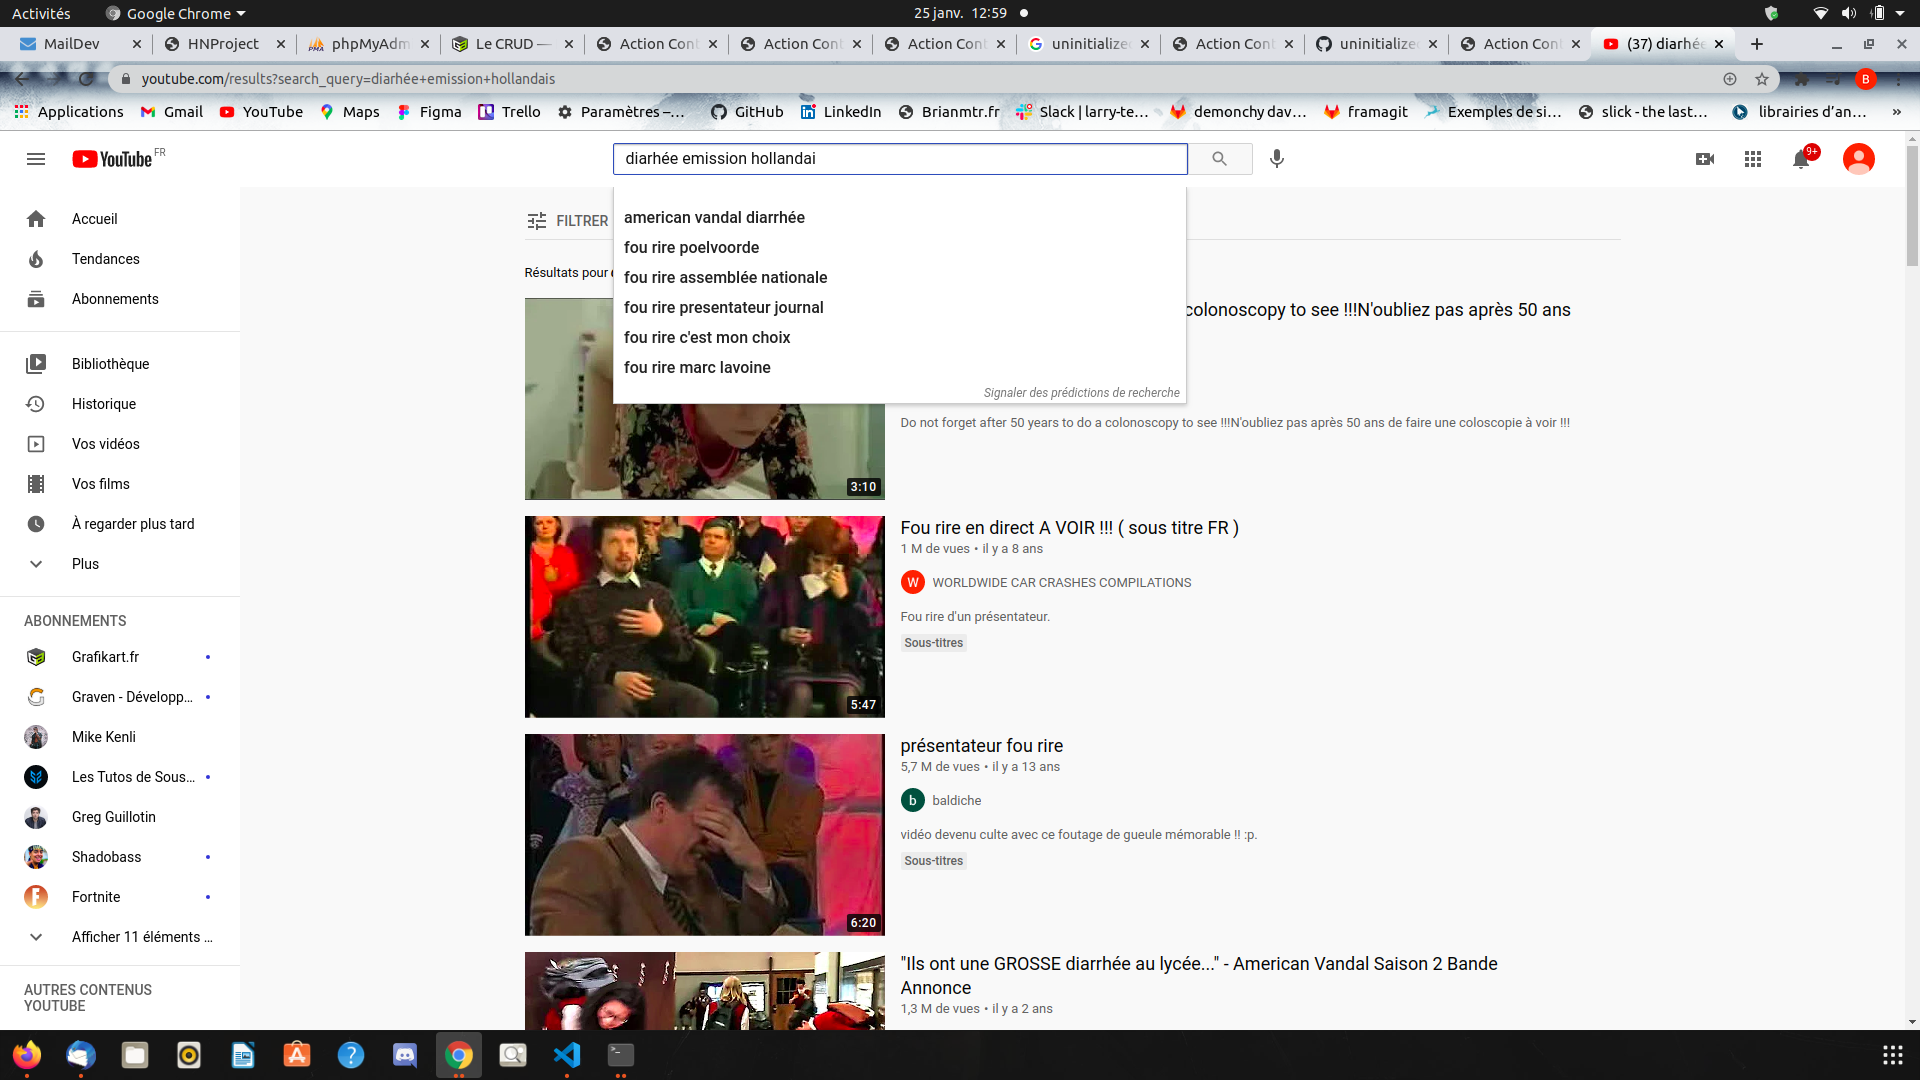 Activités
Google Chrome
25 janv. 12:59
MailDev
HNProject
phpMyAdm
Le CRUD —
Action Cont
Action Cont
Action Cont
uninitialized
Action Cont
uninitialized
Action Cont
(37) diarhée
youtube.com/results?search_query=diarhée+emission+hollandais
B
Applications
Gmail
YouTube
Maps
Figma
Trello
Paramètres –...
GitHub
LinkedIn
Brianmtr.fr
Slack | larry-te...
demonchy dav...
framagit
Exemples de si...
slick - the last...
librairies d'an...
»
YouTube FR
diarhée emission hollandai
9+
american vandal diarrhée
fou rire poelvoorde
fou rire assemblée nationale
fou rire presentateur journal
fou rire c'est mon choix
fou rire marc lavoine
Signaler des prédictions de recherche
Accueil
Tendances
Abonnements
Bibliothèque
Historique
Vos vidéos
Vos films
À regarder plus tard
Plus
ABONNEMENTS
Grafikart.fr
Graven - Développ...
Mike Kenli
Les Tutos de Sous...
Greg Guillotin
Shadobass
Fortnite
Afficher 11 éléments ...
AUTRES CONTENUS
YOUTUBE
FILTRER
Résultats pour
colonoscopy to see !!!N'oubliez pas après 50 ans
Do not forget after 50 years to do a colonoscopy to see !!!N'oubliez pas après 50 ans de faire une coloscopie à voir !!!
3:10
Fou rire en direct A VOIR !!! ( sous titre FR )
1 M de vues • il y a 8 ans
W
WORLDWIDE CAR CRASHES COMPILATIONS
Fou rire d'un présentateur.
Sous-titres
5:47
présentateur fou rire
5,7 M de vues • il y a 13 ans
b
baldiche
vidéo devenu culte avec ce foutage de gueule mémorable !! :p.
Sous-titres
6:20
"Ils ont une GROSSE diarrhée au lycée..." - American Vandal Saison 2 Bande
Annonce
1,3 M de vues • il y a 2 ans